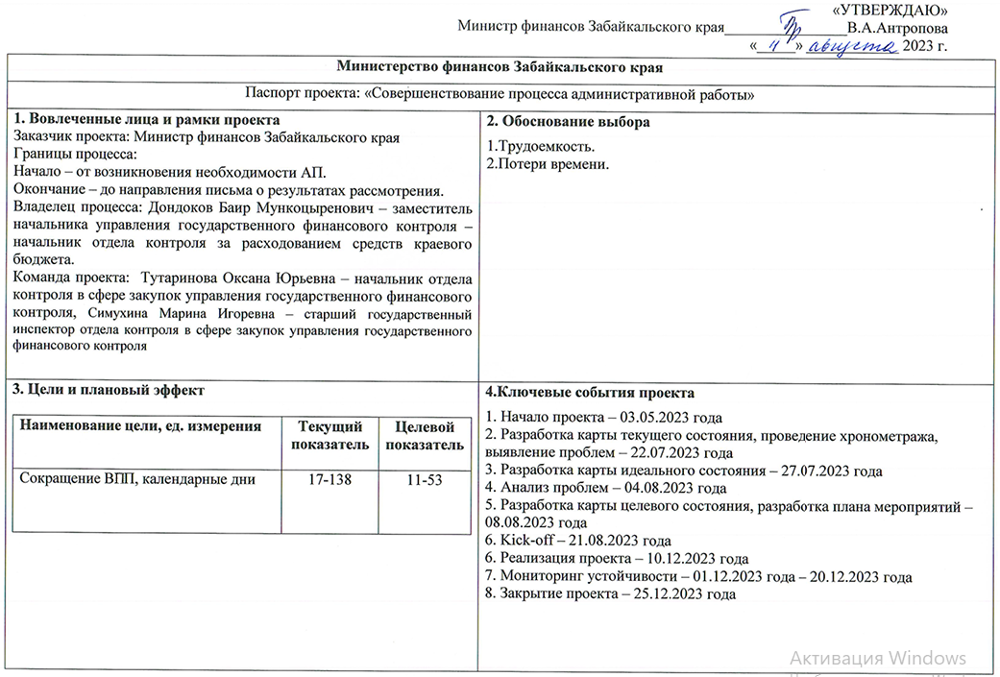 «УТВЕРЖДАЮ»
Министр финансов Забайкальского края________________В.А.Антропова
« 11 » августа 2023 г.
Министерство финансов Забайкальского края
Паспорт проекта: «Совершенствование процесса административной работы»
1. Вовлеченные лица и рамки проекта
Заказчик проекта: Министр финансов Забайкальского края
Границы процесса:
Начало – от возникновения необходимости АП.
Окончание – до направления письма о результатах рассмотрения.
Владелец процесса: Дондоков Баир Мункоцыренович – заместитель
начальника управления государственного финансового контроля –
начальник отдела контроля за расходованием средств краевого
бюджета.
Команда проекта: Тутаринова Оксана Юрьевна – начальник отдела
контроля в сфере закупок управления государственного финансового
контроля, Симухина Марина Игоревна – старший государственный
инспектор отдела контроля в сфере закупок управления государственного
финансового контроля
2. Обоснование выбора
1.Трудоемкость.
2.Потери времени.
3. Цели и плановый эффект
Наименование цели, ед. измерения
Текущий
показатель
Целевой
показатель
Сокращение ВПП, календарные дни
17-138
11-53
4.Ключевые события проекта
1. Начало проекта – 03.05.2023 года
2. Разработка карты текущего состояния, проведение хронометража,
выявление проблем – 22.07.2023 года
3. Разработка карты идеального состояния – 27.07.2023 года
4. Анализ проблем – 04.08.2023 года
5. Разработка карты целевого состояния, разработка плана мероприятий –
08.08.2023 года
6. Kick-off – 21.08.2023 года
6. Реализация проекта – 10.12.2023 года
7. Мониторинг устойчивости – 01.12.2023 года – 20.12.2023 года
8. Закрытие проекта – 25.12.2023 года
Активация Windows